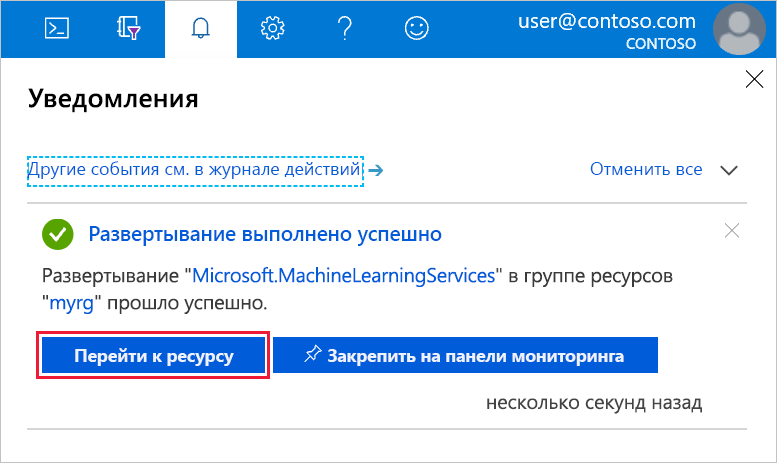 user@contoso.com
CONTOSO
Уведомления
Другие события см. в журнале действий
Отменить все
Развертывание выполнено успешно
Развертывание "Microsoft.MachineLearningServices" в группе ресурсов
"myrg" прошло успешно.
Перейти к ресурсу
Закрепить на панели мониторинга
несколько секунд назад